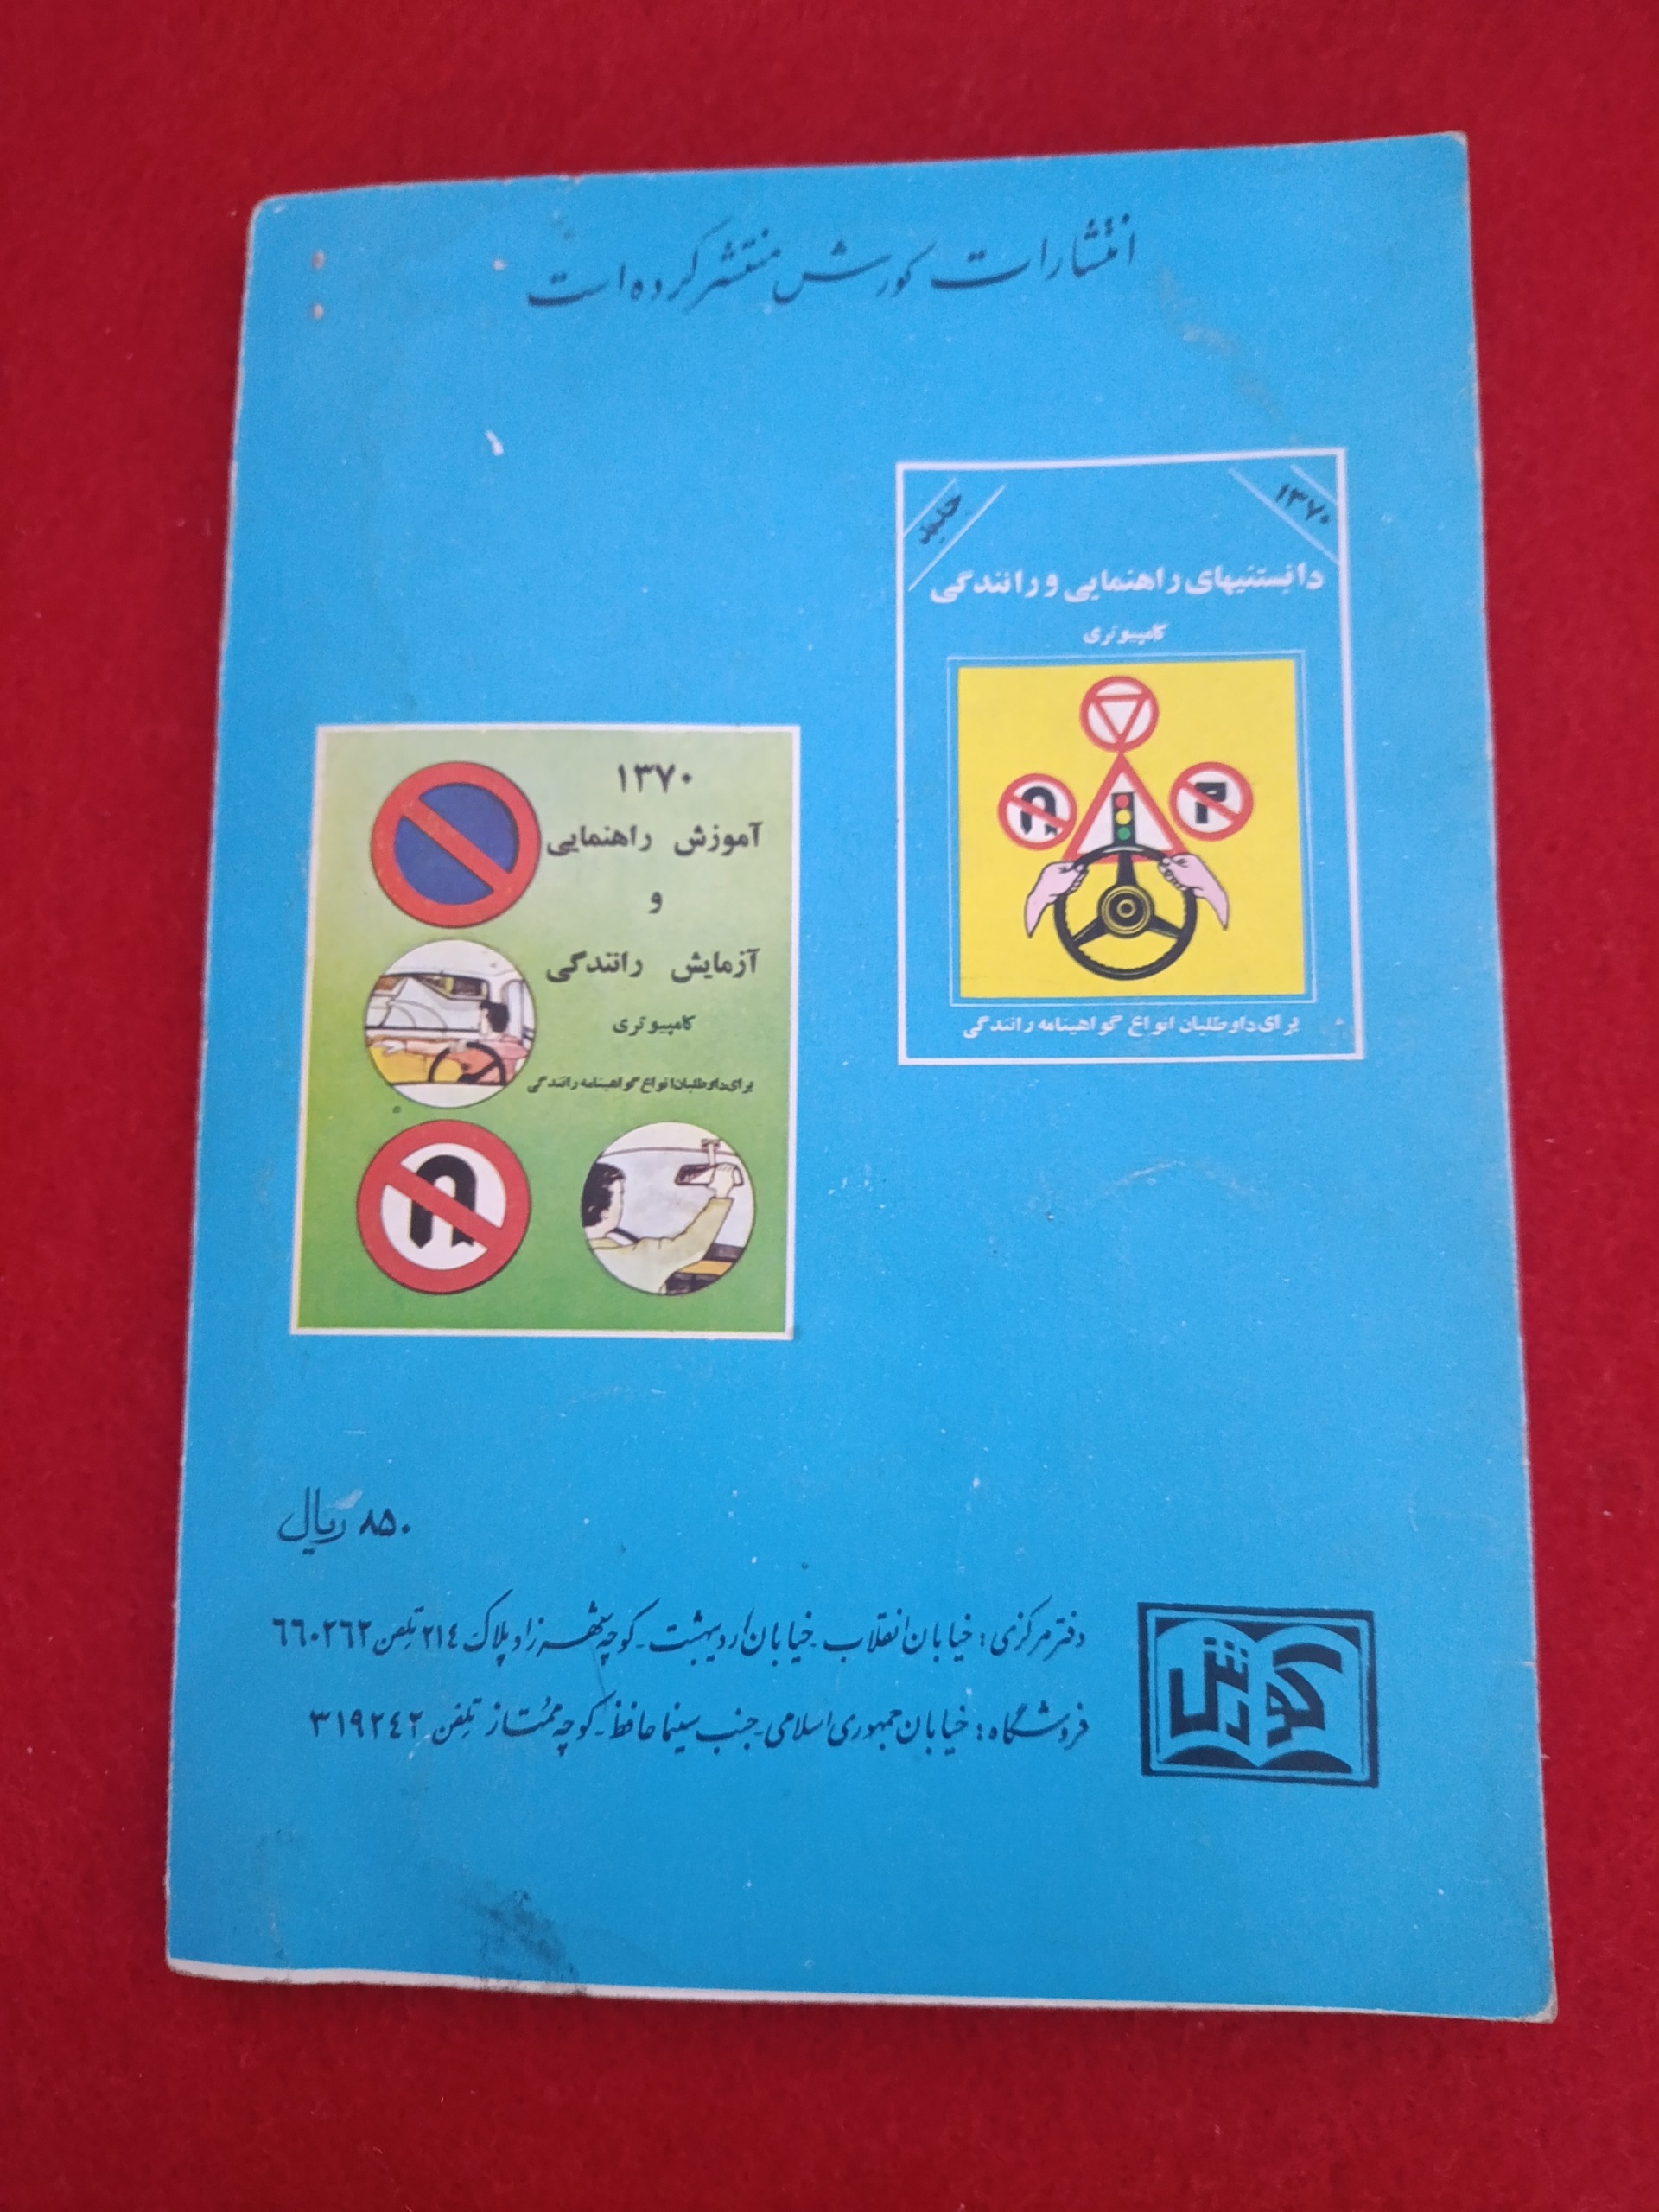 انتشارات کورش منتشر کرده است
جدید
۱۳۷۰
دانستنیهای راهنمایی و رانندگی
کامپیوتری
برای داوطلبان انواع گواهینامه رانندگی
۱۳۷۰
آموزش راهنمایی
و
آزمایش رانندگی
کامپیوتری
برای داوطلبان انواع گواهینامه رانندگی
۸۵۰ ریال
دفتر مرکزی: خیابان انقلاب - خیابان اردیبهشت - کوچه شهرزاد پلاک ۲۱۴ تلفن ۶۶۰۲۶۲
فروشگاه: خیابان جمهوری اسلامی - جنب سینما حافظ - کوچه ممتاز تلفن ۳۱۹۲۴۲
کورش